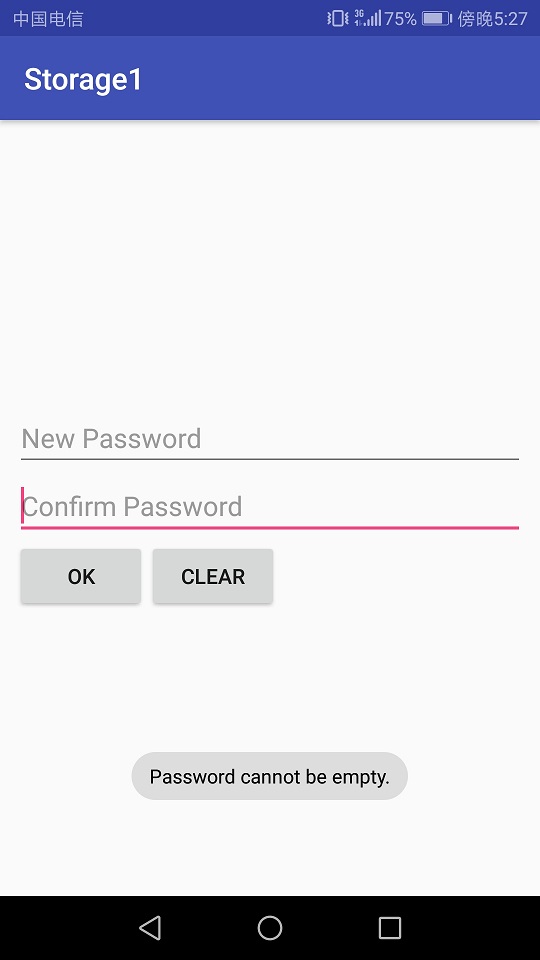 中国电信 3G 75% 傍晚5:27
Storage1
New Password
Confirm Password
OK CLEAR
Password cannot be empty.